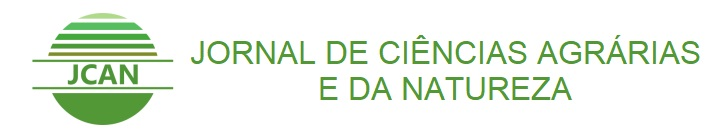 JCAN
JORNAL DE CIÊNCIAS AGRÁRIAS
E DA NATUREZA